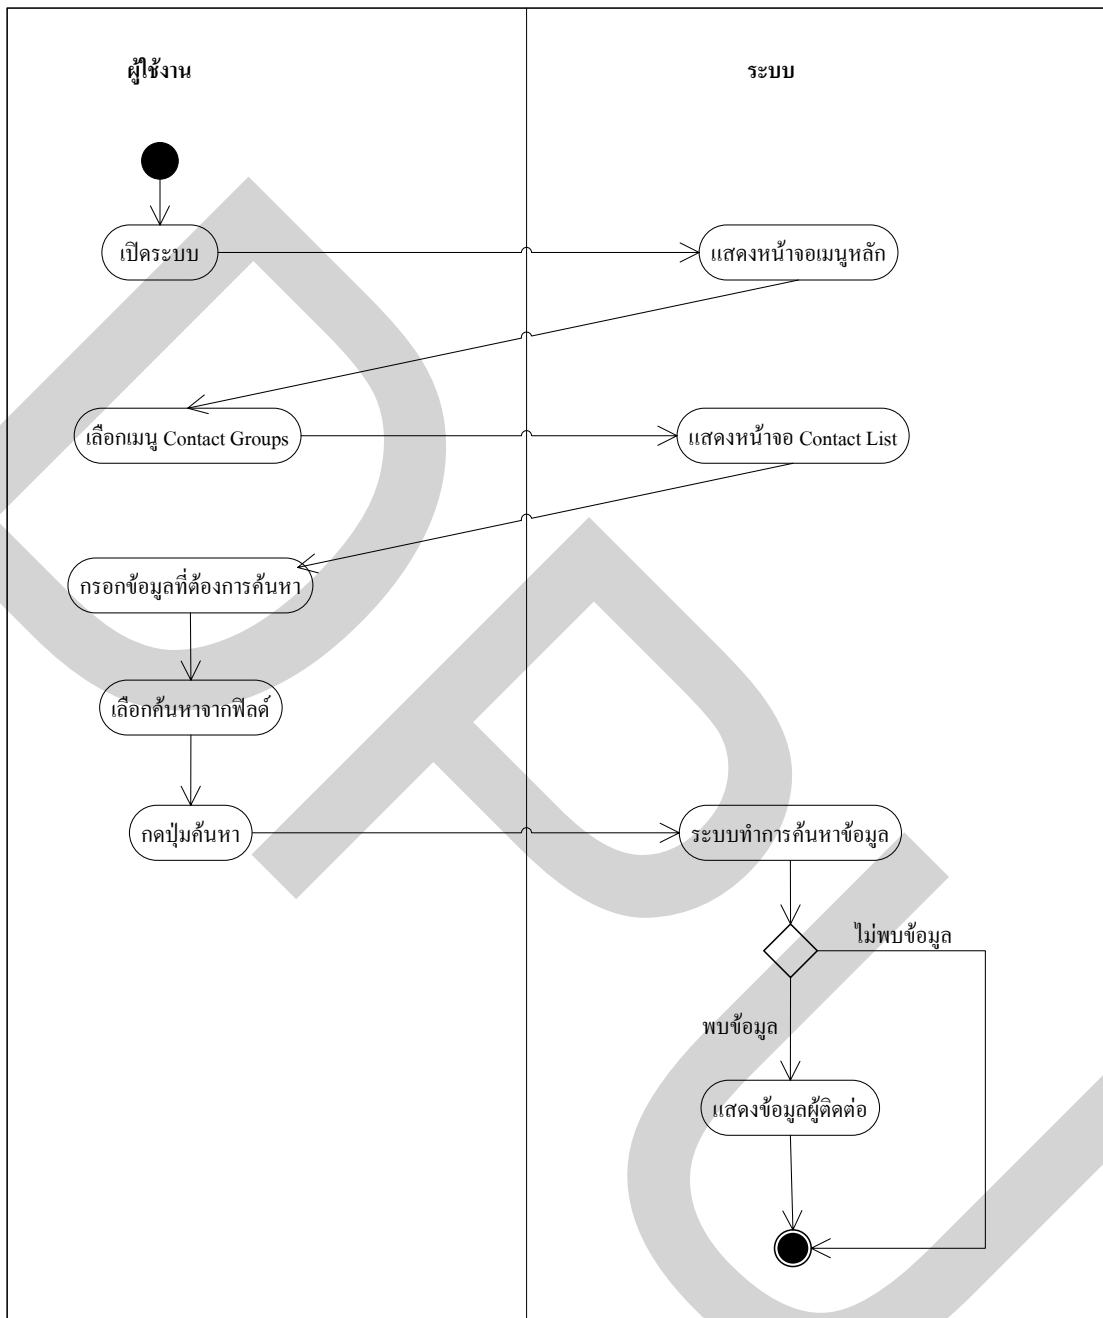 ผู้ใช้งาน
ระบบ
เปิดระบบ
แสดงหน้าจอเมนูหลัก
เลือกเมนู Contact Groups
แสดงหน้าจอ Contact List
กรอกข้อมูลที่ต้องการค้นหา
เลือกค้นหาจากฟิลด์
กดปุ่มค้นหา
ระบบทำการค้นหาข้อมูล
ไม่พบข้อมูล
พบข้อมูล
แสดงข้อมูลผู้ติดต่อ